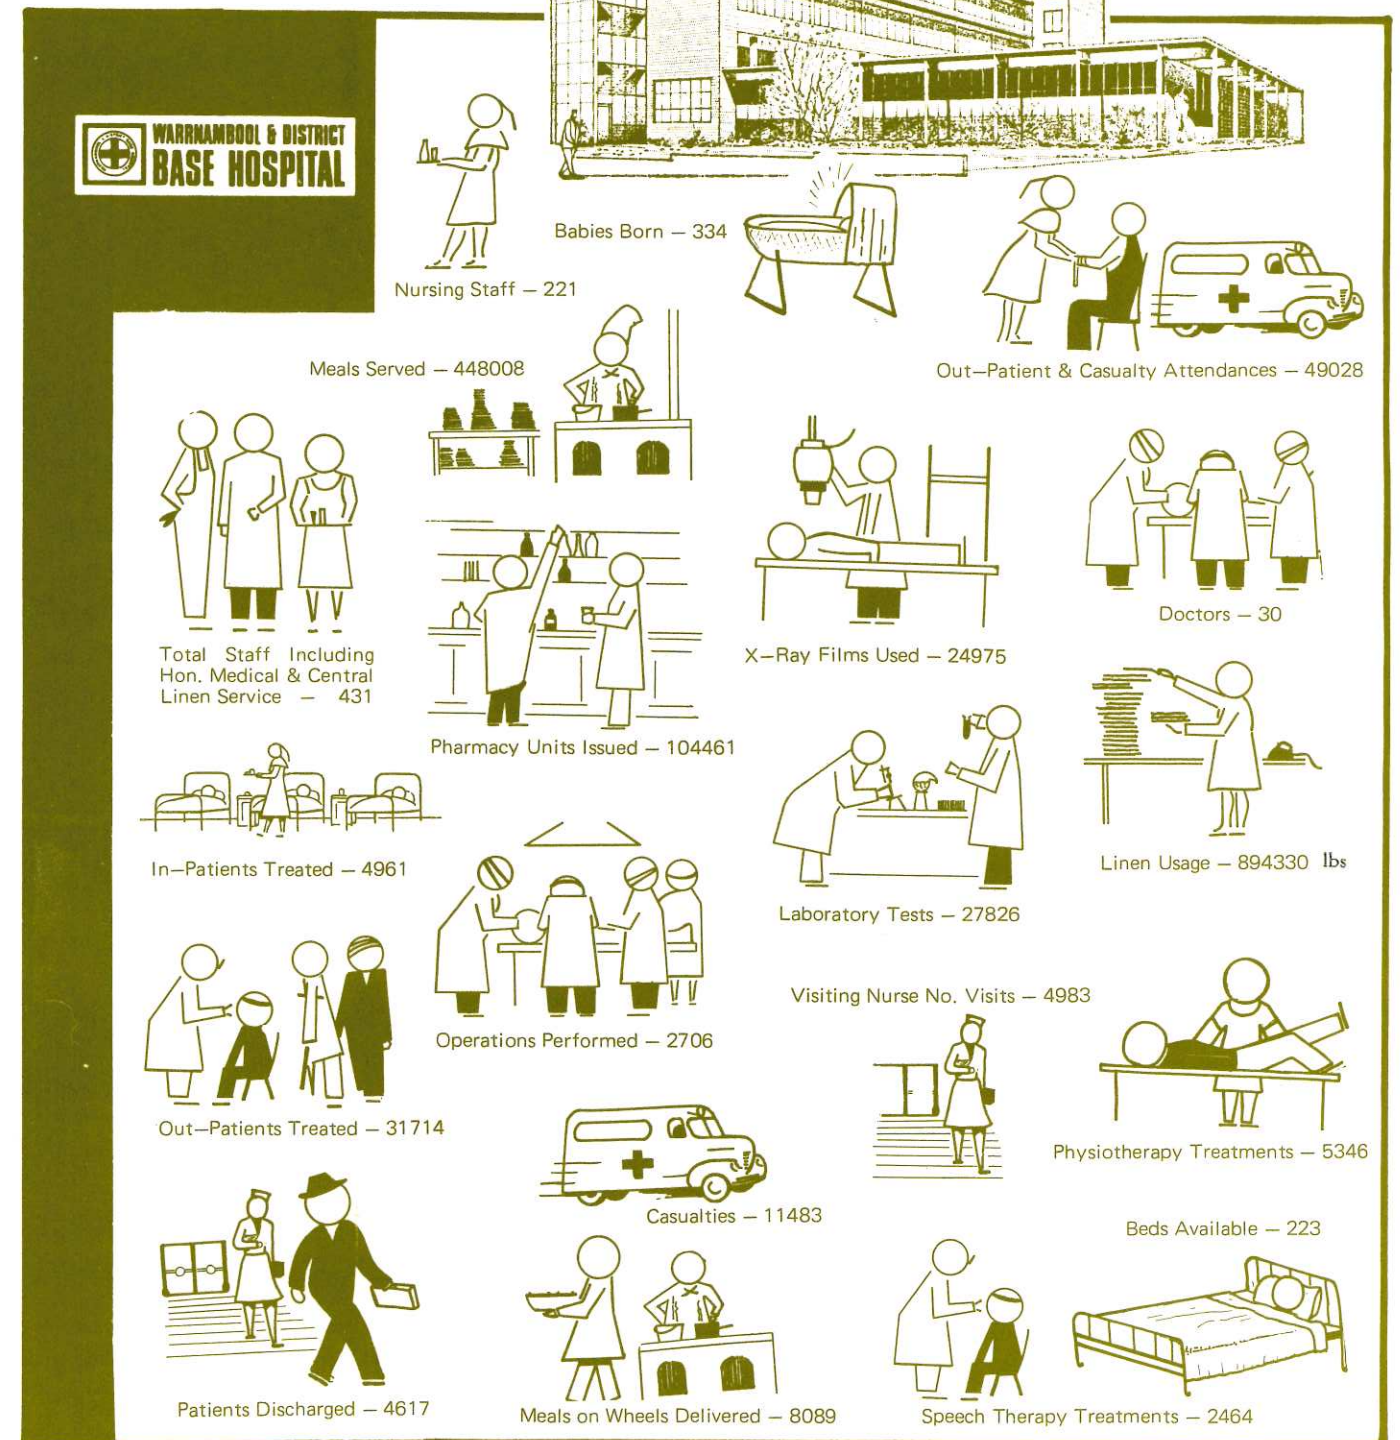 WARRNAMBOOL & DISTRICT
BASE HOSPITAL
Nursing Staff — 221
Babies Born — 334
Out—Patient & Casualty Attendances — 49028
Meals Served — 448008
Total Staff Including
Hon. Medical & Central
Linen Service — 431
Pharmacy Units Issued — 104461
X—Ray Films Used — 24975
Doctors — 30
In—Patients Treated — 4961
Operations Performed — 2706
Laboratory Tests — 27826
Linen Usage — 894330 lbs
Out—Patients Treated — 31714
Visiting Nurse No. Visits — 4983
Physiotherapy Treatments — 5346
Casualties — 11483
Beds Available — 223
Patients Discharged — 4617
Meals on Wheels Delivered — 8089
Speech Therapy Treatments — 2464